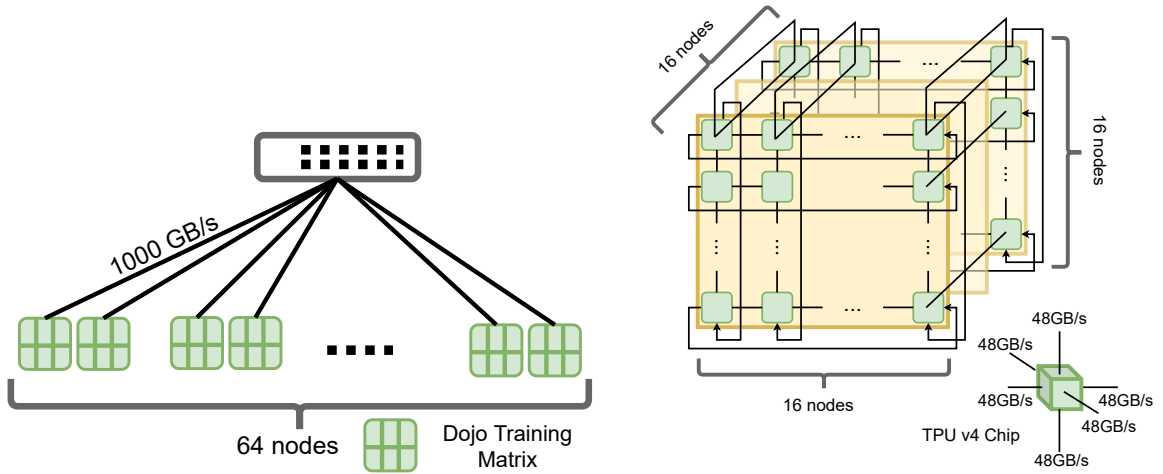 1000 GB/s
64 nodes
Dojo Training
Matrix
16 nodes
...
16 nodes
...
...
...
...
...
...
16 nodes
48GB/s
48GB/s
48GB/s
48GB/s
48GB/s
TPU v4 Chip
48GB/s